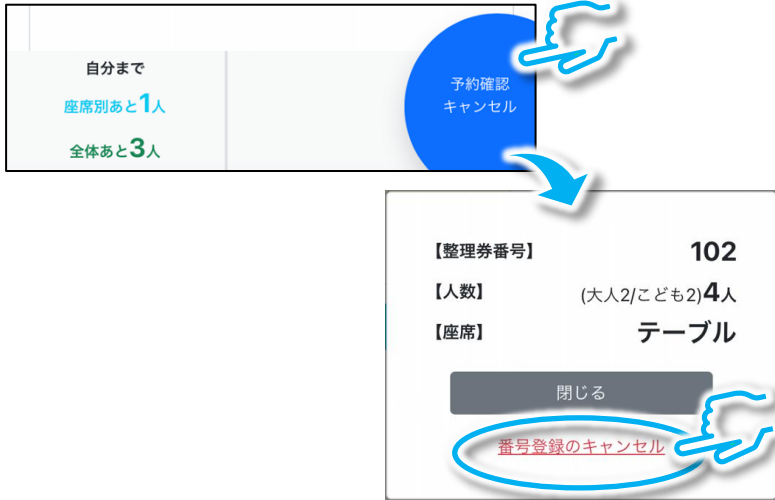 自分まで
座席別あと1人
全体あと3人
予約確認
キャンセル
【整理券番号】 102
【人数】 (大人2/こども2)4人
【座席】 テーブル
閉じる
番号登録のキャンセル